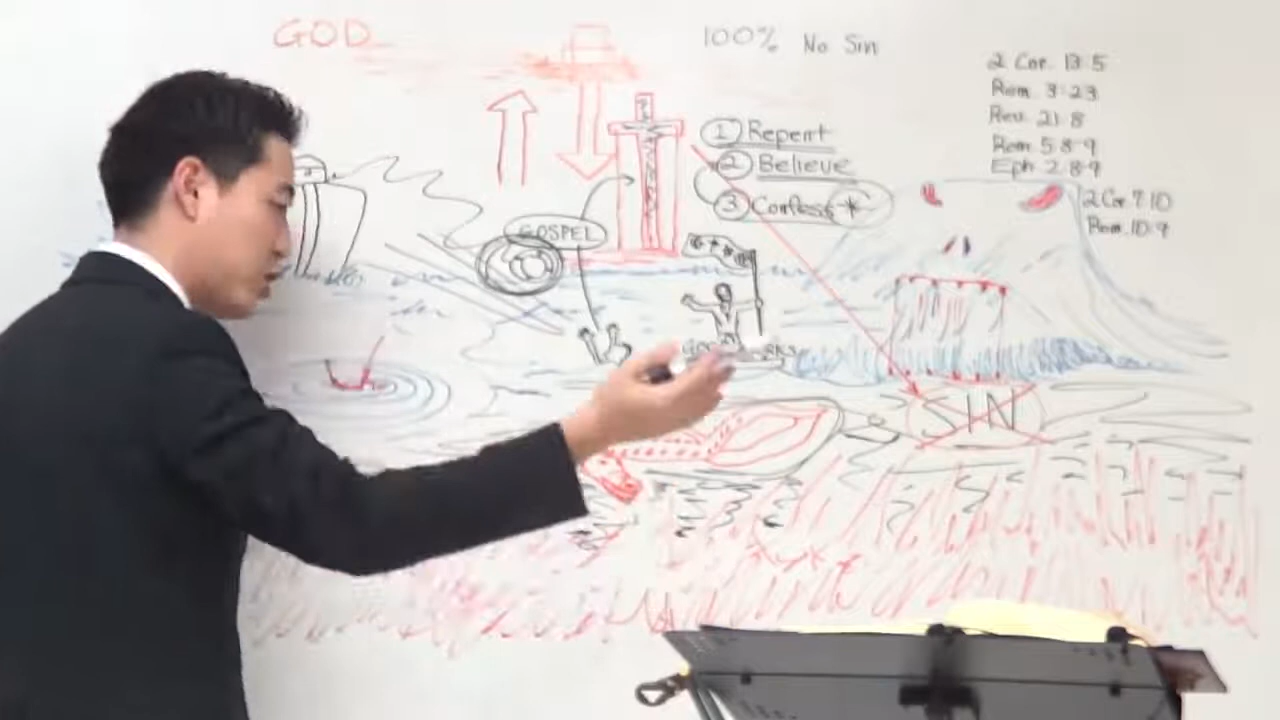 GOD
100% No Sin
2 Cor. 13:5
Rom. 3:23
Rev. 21:8
Rom 5:8-9
Eph 2:8-9
2 Cor 7:10
Rom. 10:9
1 Repent
2 Believe
3 Confess *
GOSPEL
SIN